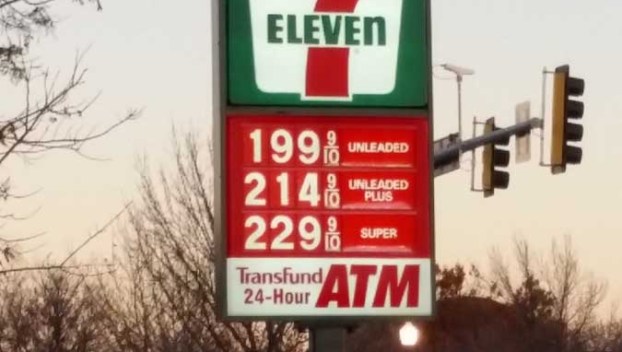 7
ELEVEn
199 9/10 UNLEADED
214 9/10 UNLEADED PLUS
229 9/10 SUPER
Transfund ATM
24-Hour